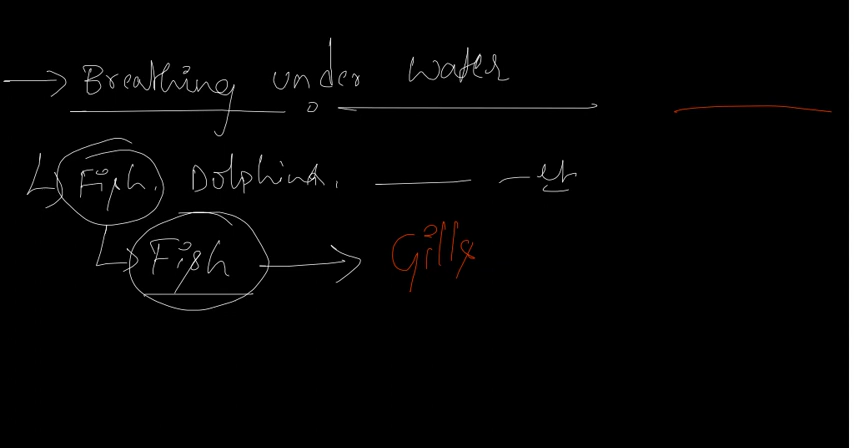 → Breathing under water
Fish. Dolphins. ——
Fish → Gills